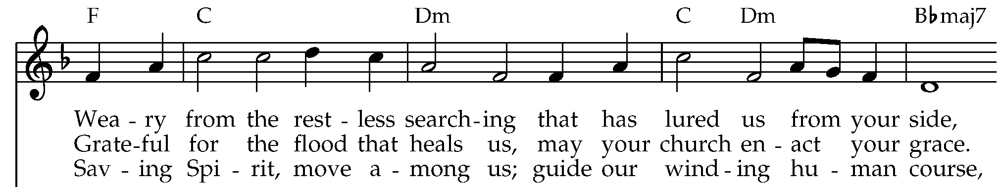 F C Dm C Dm B♭maj7
Wea - ry from the rest - less search-ing that has lured us from your side,
Grate-ful for the flood that heals us, may your church en - act your grace.
Sav - ing Spi - rit, move a - mong us; guide our wind - ing hu - man course,